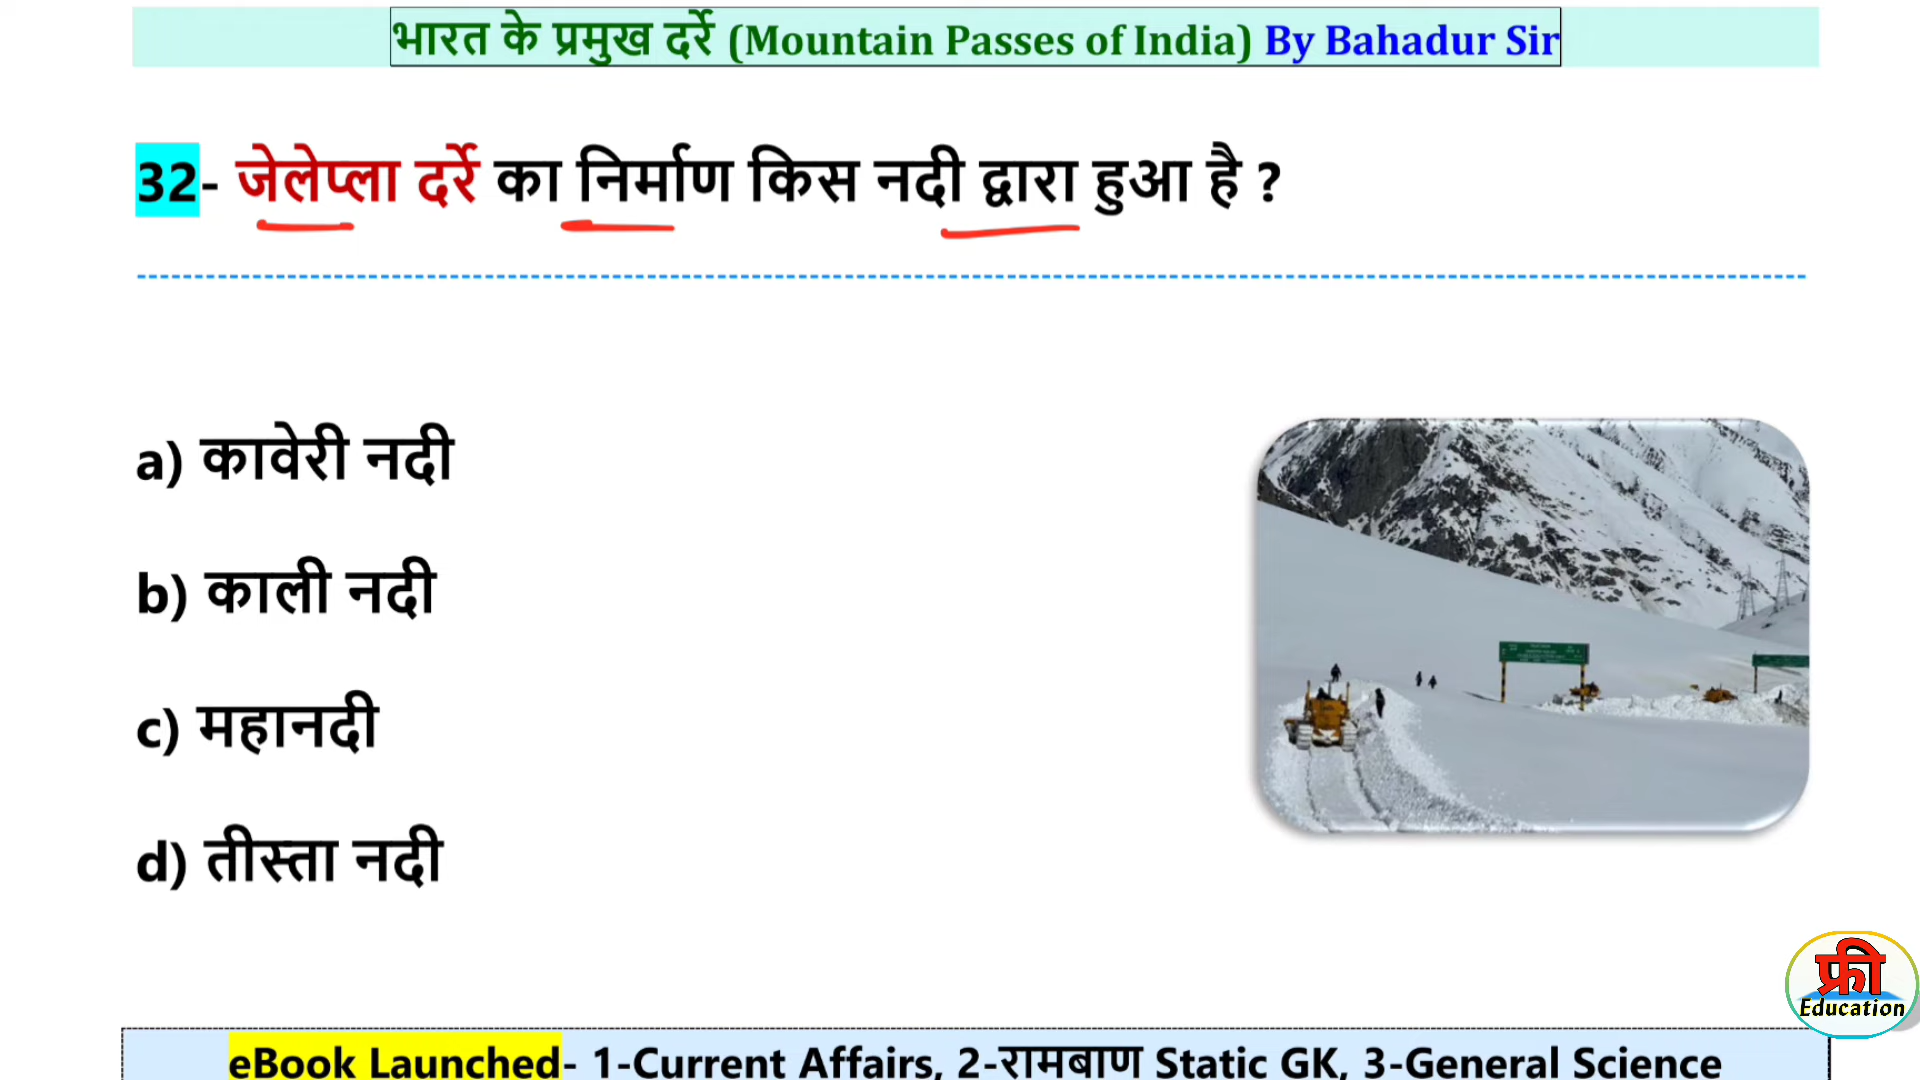 भारत के प्रमुख दर्रे (Mountain Passes of India) By Bahadur Sir
32- जेलेप्ला दर्रे का निर्माण किस नदी द्वारा हुआ है ?
a) कावेरी नदी
b) काली नदी
c) महानदी
d) तीस्ता नदी
फ्री
Education
eBook Launched- 1-Current Affairs, 2-रामबाण Static GK, 3-General Science